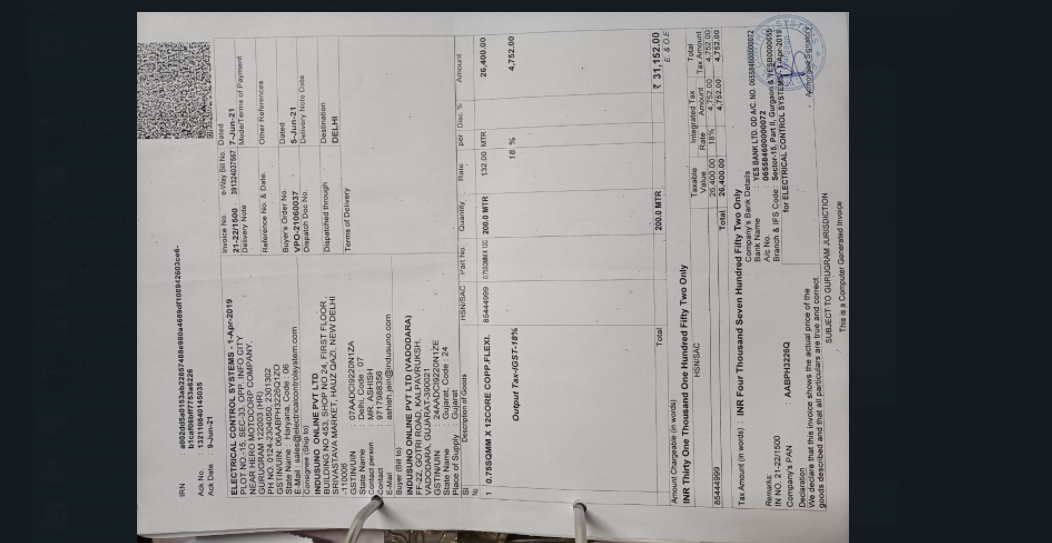 IRN : a002dd5a0153ab22857488e980a4689df108942603ce6-
b1caf06bff7753a6226
Ack No. : 132110840145035
Ack Date : 9-Jun-21
ELECTRICAL CONTROL SYSTEMS - 1-Apr-2019
PLOT NO.-15, SEC-33, OPP. INFO CITY
NEAR HERO MOTOCORP COMPANY,
GURUGRAM 122003 (HR)
PH NO. 0124-2304050, 2301302
GSTIN/UIN: 06AABPH3226Q1ZO
State Name : Haryana, Code : 06
E-Mail : sales@electricalcontrolsystem.com
Invoice No. e-Way Bill No. Dated
21-22/1500 391324037567 7-Jun-21
Delivery Note Mode/Terms of Payment
Reference No. & Date. Other References
Buyer's Order No. Dated
VPO-21060037 5-Jun-21
Dispatch Doc No. Delivery Note Date
Dispatched through Destination
DELHI
Terms of Delivery
Consignee (Ship to)
INDUSUNO ONLINE PVT LTD
BUILDING NO 453, SHOP NO 24, FIRST FLOOR,
SRIVASTAVA MARKET, HAUZ QAZI, NEW DELHI
-110006
GSTIN/UIN : 07AADCI9220N1ZA
State Name : Delhi, Code : 07
Contact person : MR. ASHISH
Contact : 9717988356
E-Mail : ashish.jain@indusuno.com
Buyer (Bill to)
INDUSUNO ONLINE PVT LTD (VADODARA)
FF-22, GOTRI ROAD, KALPAVRUKSH,
VADODARA, GUJARAT-390021
GSTIN/UIN : 24AADCI9220N1ZE
State Name : Gujarat, Code : 24
Place of Supply : Gujarat
Sl No. Description of Goods HSN/SAC Part No. Quantity Rate per Disc. % Amount
1 0.75SQMM X 12CORE COPP.FLEXI. 85444999 0.75SQMM X 12C 200.0 MTR 132.00 MTR 26,400.00
Output Tax-IGST-18% 18 % 4,752.00
Total 200.0 MTR ₹ 31,152.00
Amount Chargeable (in words) E. & O.E
INR Thirty One Thousand One Hundred Fifty Two Only
HSN/SAC Taxable Value Integrated Tax Rate Amount Total Tax Amount
85444999 26,400.00 18% 4,752.00 4,752.00
Total 26,400.00 4,752.00 4,752.00
Tax Amount (in words) : INR Four Thousand Seven Hundred Fifty Two Only
Company's Bank Details
Bank Name : YES BANK LTD. OD A/C. NO. 065584600000072
A/c No. : 065584600000072
Branch & IFS Code : Sector-15, Part II, Gurgaon & YESB0000655
Remarks:
IN NO. 21-22/1500
Company's PAN : AABPH3226Q
Declaration
We declare that this invoice shows the actual price of the
goods described and that all particulars are true and correct.
for ELECTRICAL CONTROL SYSTEMS - 1-Apr-2019
Authorised Signatory
SUBJECT TO GURUGRAM JURISDICTION
This is a Computer Generated Invoice